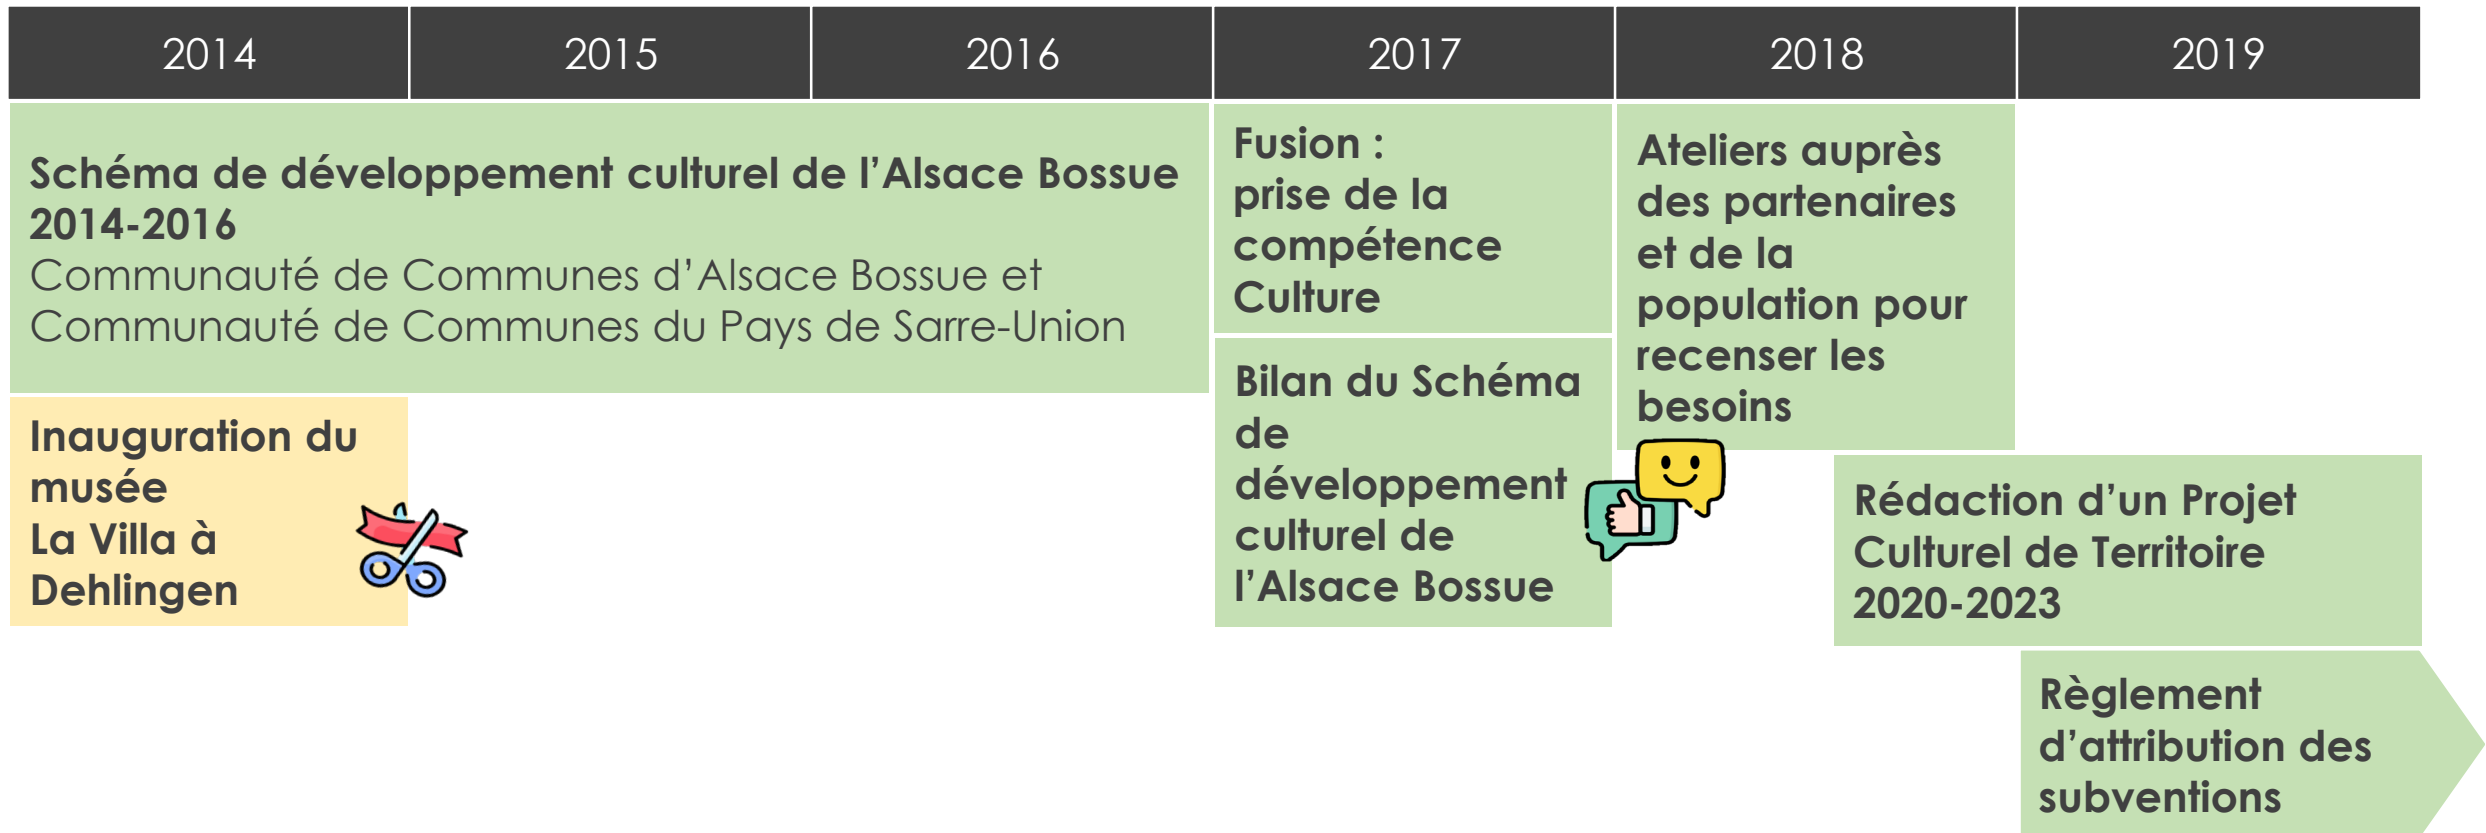 2014
2015
2016
2017
2018
2019
Schéma de développement culturel de l’Alsace Bossue
2014-2016
Communauté de Communes d’Alsace Bossue et
Communauté de Communes du Pays de Sarre-Union
Inauguration du
musée
La Villa à
Dehlingen
Fusion :
prise de la
compétence
Culture
Bilan du Schéma
de
développement
culturel de
l’Alsace Bossue
Ateliers auprès
des partenaires
et de la
population pour
recenser les
besoins
Rédaction d’un Projet
Culturel de Territoire
2020-2023
Règlement
d’attribution des
subventions